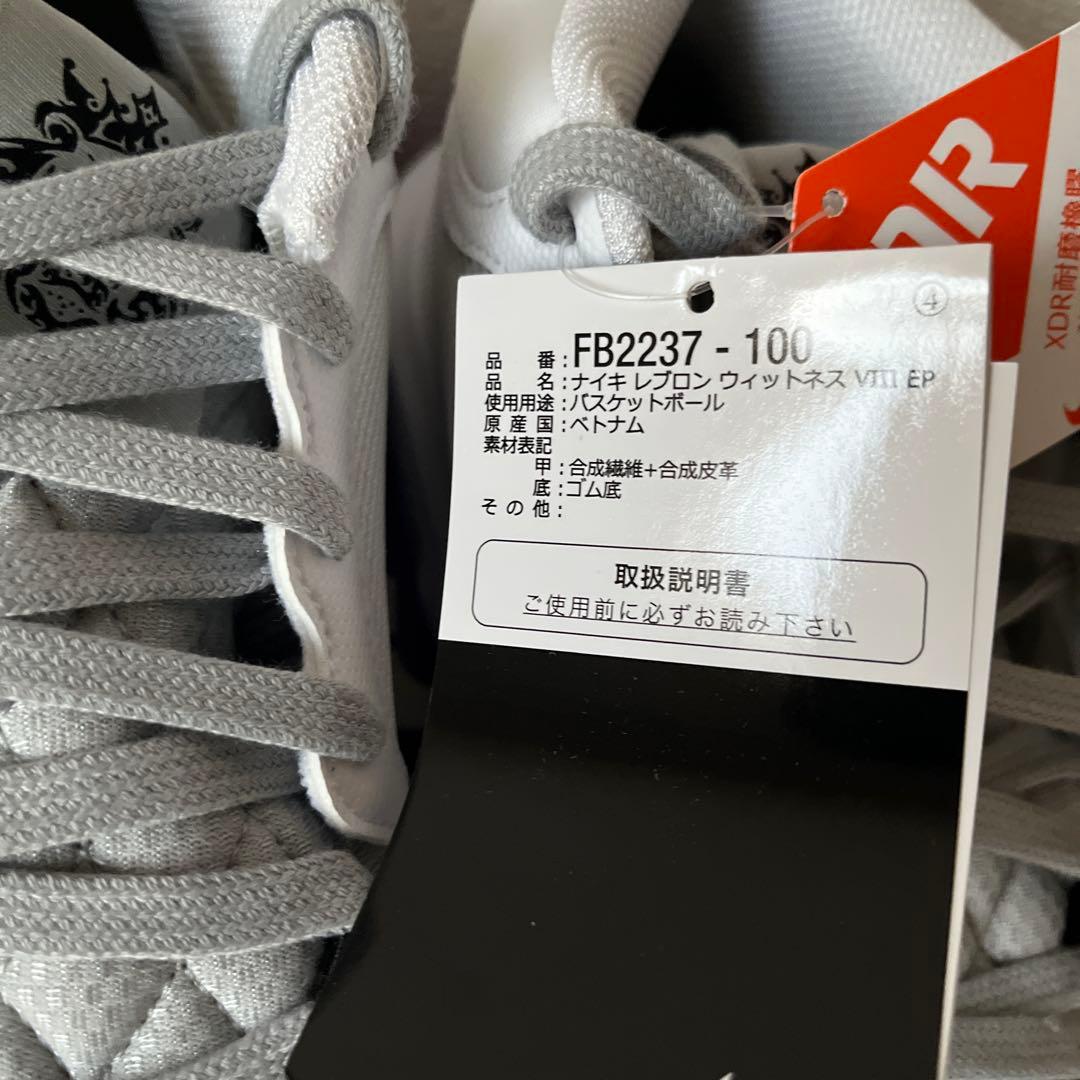 ④
品 番:FB2237-100
品 名:ナイキ レブロン ウィットネス VIII EP
使用用途:バスケットボール
原産国:ベトナム
素材表記
甲:合成繊維+合成皮革
底:ゴム底
その他:
取扱説明書
ご使用前に必ずお読み下さい
XDR耐磨橡膠